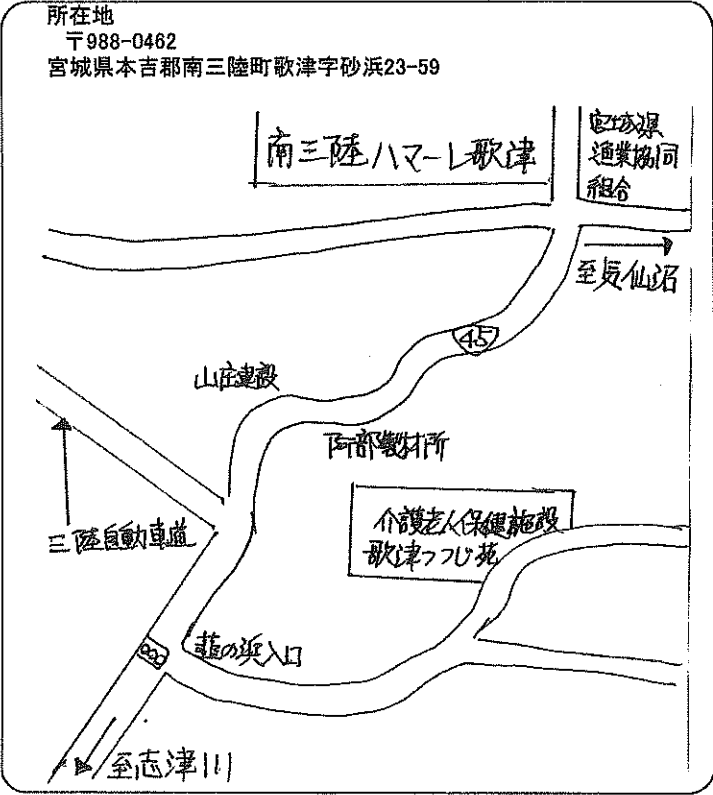 所在地
〒988-0462
宮城県本吉郡南三陸町歌津字砂浜23-59
南三陸ハマーレ歌津
宮城県
漁業協同
組合
至気仙沼
45
山庄建設
阿部製材所
三陸自動車道
介護老人保健施設
歌津つつじ苑
韮の浜入口
至志津川